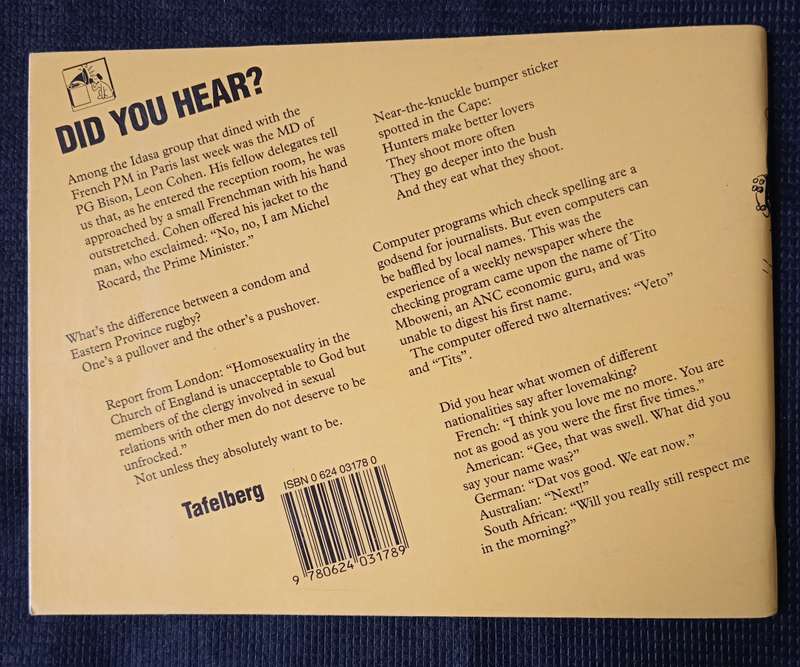 DID YOU HEAR?
Among the Idasa group that dined with the
French PM in Paris last week was the MD of
PG Bison, Leon Cohen. His fellow delegates tell
us that, as he entered the reception room, he was
approached by a small Frenchman with his hand
outstretched. Cohen offered his jacket to the
man, who exclaimed: “No, no, I am Michel
Rocard, the Prime Minister.”
What’s the difference between a condom and
Eastern Province rugby?
One’s a pullover and the other’s a pushover.
Report from London: “Homosexuality in the
Church of England is unacceptable to God but
members of the clergy involved in sexual
relations with other men do not deserve to be
unfrocked.”
Not unless they absolutely want to be.
Tafelberg
ISBN 0 624 03178 0
9 780624 031789
Near-the-knuckle bumper sticker
spotted in the Cape:
Hunters make better lovers
They shoot more often
They go deeper into the bush
And they eat what they shoot.
Computer programs which check spelling are a
godsend for journalists. But even computers can
be baffled by local names. This was the
experience of a weekly newspaper where the
checking program came upon the name of Tito
Mboweni, an ANC economic guru, and was
unable to digest his first name.
The computer offered two alternatives: “Veto”
and “Tits”.
Did you hear what women of different
nationalities say after lovemaking?
French: “I think you love me no more. You are
not as good as you were the first five times.”
American: “Gee, that was swell. What did you
say your name was?”
German: “Dat vos good. We eat now.”
Australian: “Next!”
South African: “Will you really still respect me
in the morning?”